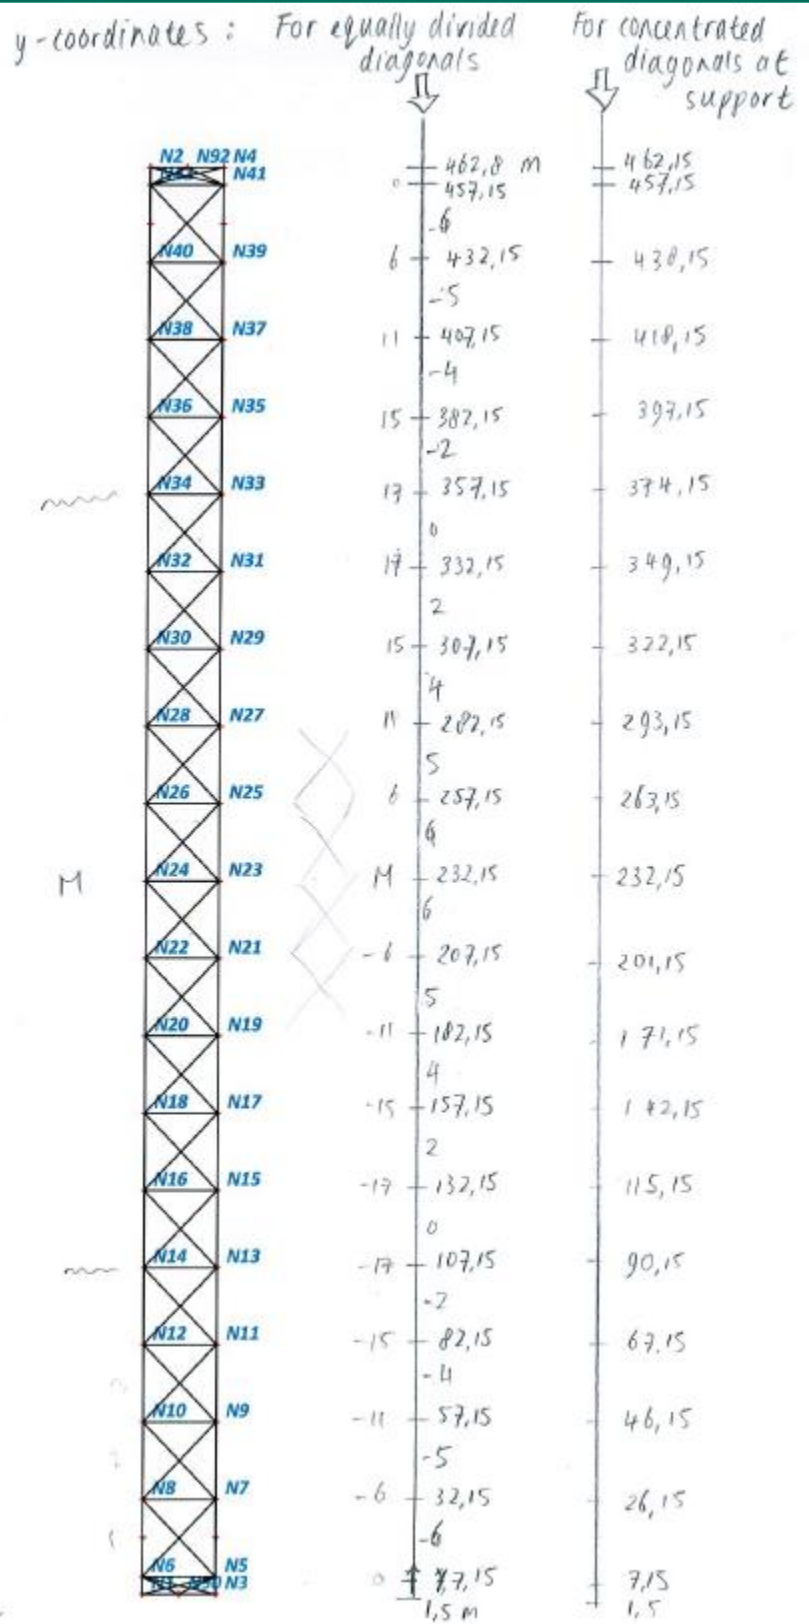 y-coordinates : For equally divided diagonals For concentrated diagonals at support
N2 N92 N4 462,8 m 462,15
N41 0 457,15 457,15
-6
N40 N39 6 432,15 438,15
-5
N38 N37 11 407,15 418,15
-4
N36 N35 15 382,15 397,15
-2
N34 N33 17 357,15 374,15
0
N32 N31 17 332,15 349,15
2
N30 N29 15 307,15 322,15
4
N28 N27 11 282,15 293,15
5
N26 N25 6 257,15 263,15
6
M N24 N23 M 232,15 232,15
6
N22 N21 -6 207,15 201,15
5
N20 N19 -11 182,15 171,15
4
N18 N17 -15 157,15 142,15
2
N16 N15 -17 132,15 115,15
0
N14 N13 -17 107,15 90,15
-2
N12 N11 -15 82,15 67,15
-4
N10 N9 -11 57,15 46,15
-5
N8 N7 -6 32,15 26,15
-6
N6 N5
N1 N90 N3 0 7,15 7,15
1,5 m 1,5